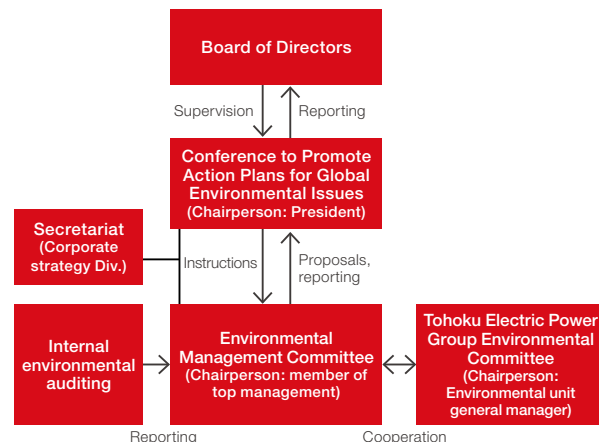 Board of Directors
Supervision
Reporting
Conference to Promote
Action Plans for Global
Environmental Issues
(Chairperson: President)
Secretariat
(Corporate
strategy Div.)
Instructions
Proposals,
reporting
Internal
environmental
auditing
Environmental
Management Committee
(Chairperson: member of
top management)
Tohoku Electric Power
Group Environmental
Committee
(Chairperson:
Environmental unit
general manager)
Reporting
Cooperation